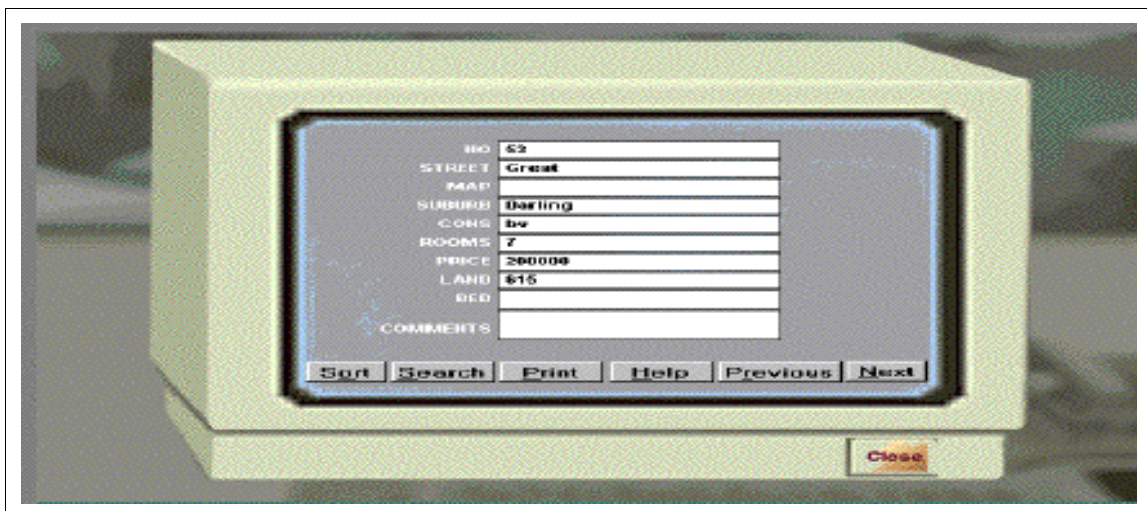 NO 52
STREET Great
MAP
SUBURB Darling
CONS bv
ROOMS 7
PRICE 200000
LAND 615
BED
COMMENTS
Sort Search Print Help Previous Next
Close